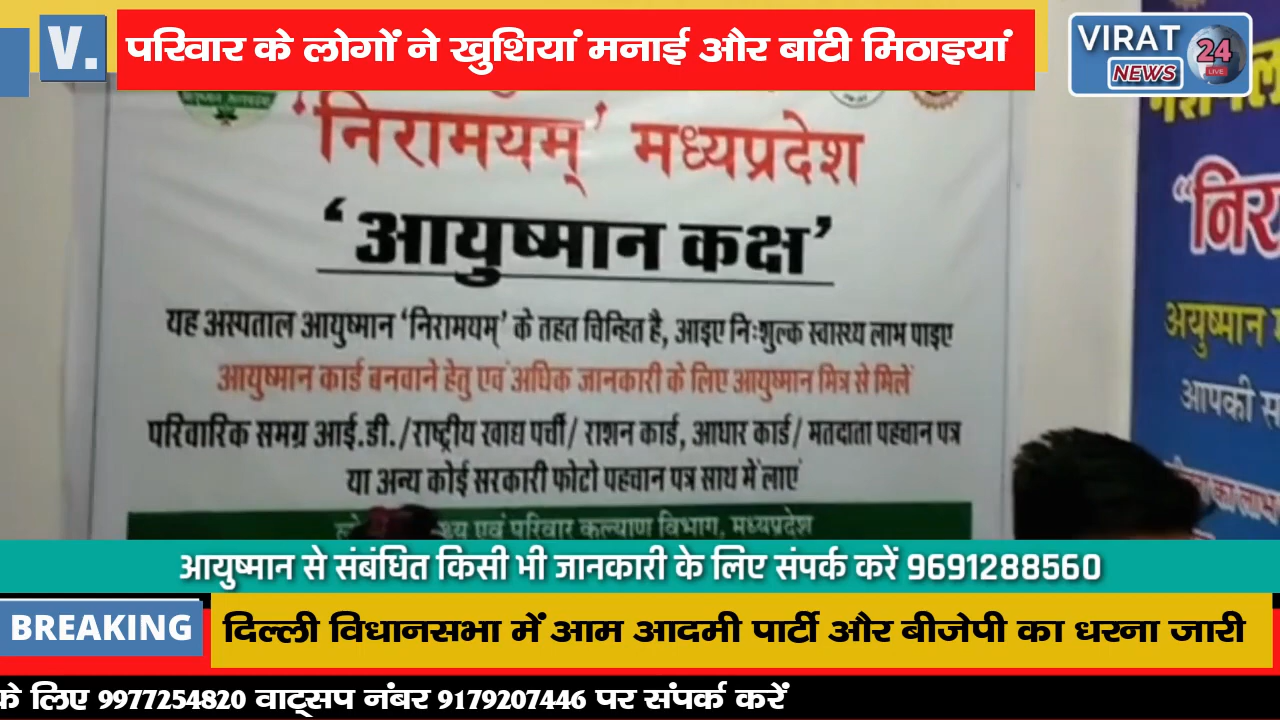 V.
परिवार के लोगों ने खुशियां मनाई और बांटी मिठाइयां
VIRAT
24
NEWS
LIVE
'निरामयम्' मध्यप्रदेश
'आयुष्मान कक्ष'
यह अस्पताल आयुष्मान 'निरामयम्' के तहत चिन्हित है, आइए निःशुल्क स्वास्थ्य लाभ पाइए
आयुष्मान कार्ड बनवाने हेतु एवं अधिक जानकारी के लिए आयुष्मान मित्र से मिलें
परिवारिक समग्र आई.डी./राष्ट्रीय खाद्य पर्ची/ राशन कार्ड, आधार कार्ड/ मतदाता पहचान पत्र
या अन्य कोई सरकारी फोटो पहचान पत्र साथ में लाएं
एवं परिवार कल्याण विभाग, मध्यप्रदेश
"निरा
अयुष्मान
आपकी स
का लाभ
आयुष्मान से संबंधित किसी भी जानकारी के लिए संपर्क करें 9691288560
BREAKING
दिल्ली विधानसभा में आम आदमी पार्टी और बीजेपी का धरना जारी
के लिए 9977254820 वाट्सप नंबर 9179207446 पर संपर्क करें